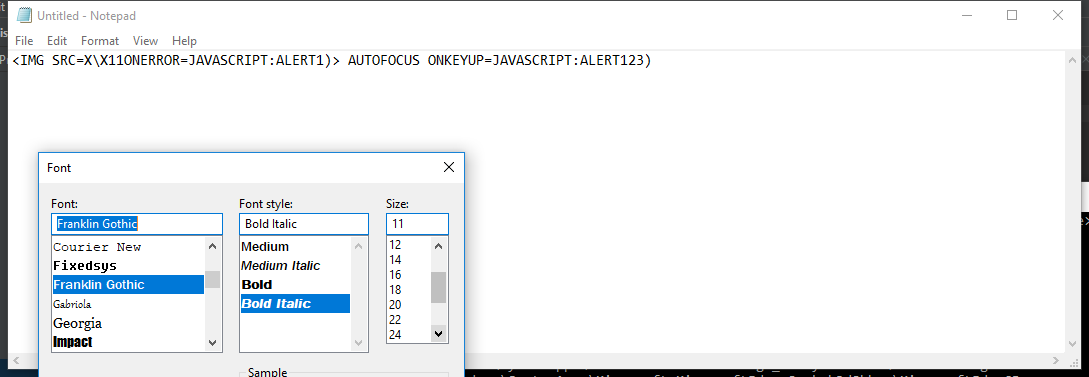 Untitled - Notepad
File Edit Format View Help
<IMG SRC=X\X11ONERROR=JAVASCRIPT:ALERT1)> AUTOFOCUS ONKEYUP=JAVASCRIPT:ALERT123)
Font
Font: Font style: Size:
Franklin Gothic Bold Italic 11
Courier New Medium 12
Fixedsys Medium Italic 14
Franklin Gothic Bold 16
Gabriola Bold Italic 18
Georgia 20
Impact 22
24
Sample